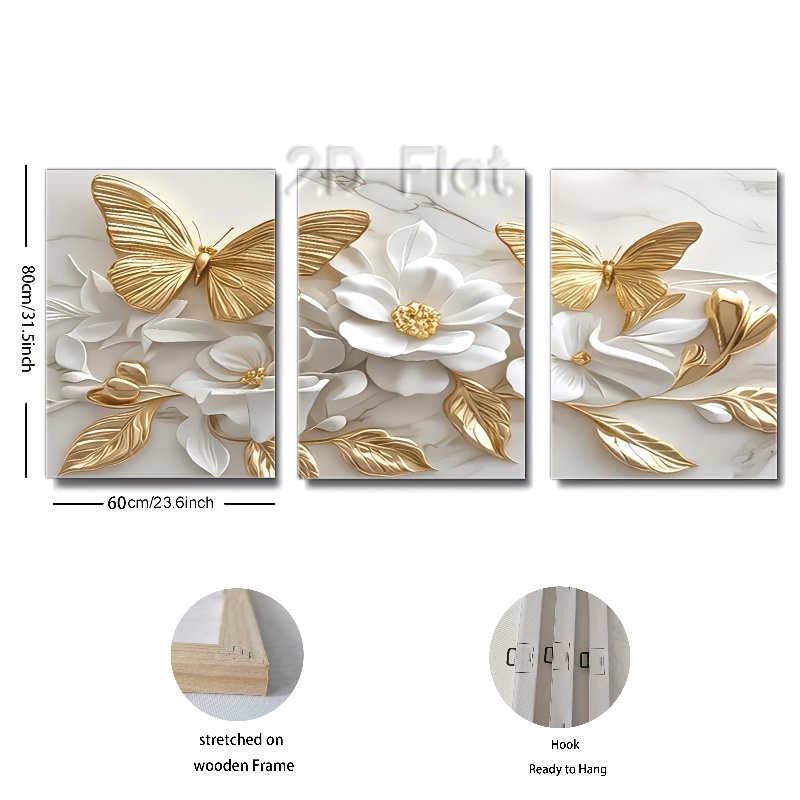 2D Flat
80cm/31.5inch
60cm/23.6inch
stretched on
wooden Frame
Hook
Ready to Hang